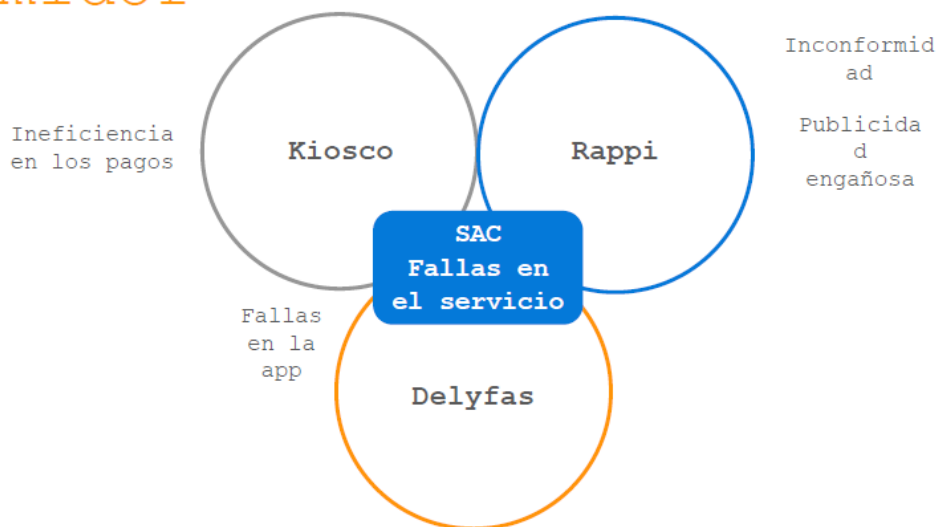 Inconformid
ad
Ineficiencia
en los pagos
Kiosco
Rappi
Publicida
d
engañosa
SAC
Fallas en
el servicio
Fallas
en la
app
Delyfas